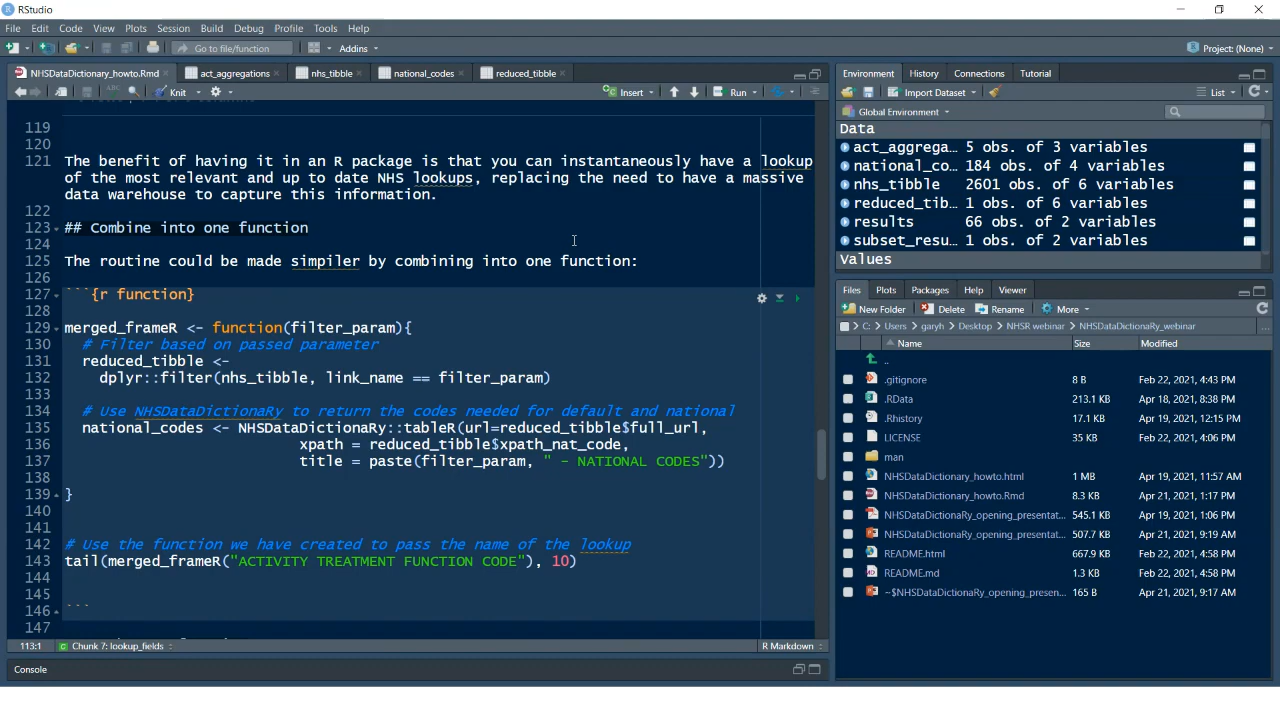 RStudio
File Edit Code View Plots Session Build Debug Profile Tools Help
Go to file/function Addins Project: (None)
NHSDataDictionary_howto.Rmd act_aggregations nhs_tibble national_codes reduced_tibble
Knit Insert Run
119
120
121 The benefit of having it in an R package is that you can instantaneously have a lookup
of the most relevant and up to date NHS lookups, replacing the need to have a massive
data warehouse to capture this information.
122
123 ## Combine into one function
124
125 The routine could be made simpiler by combining into one function:
126
127 ```{r function}
128
129 merged_frameR <- function(filter_param){
130 # Filter based on passed parameter
131 reduced_tibble <-
132 dplyr::filter(nhs_tibble, link_name == filter_param)
133
134 # Use NHSDataDictionaRy to return the codes needed for default and national
135 national_codes <- NHSDataDictionaRy::tableR(url=reduced_tibble$full_url,
136 xpath = reduced_tibble$xpath_nat_code,
137 title = paste(filter_param, " - NATIONAL CODES"))
138
139 }
140
141
142 # Use the function we have created to pass the name of the lookup
143 tail(merged_frameR("ACTIVITY TREATMENT FUNCTION CODE"), 10)
144
145
146 ```
147
113:1 Chunk 7: lookup_fields R Markdown
Console
Environment History Connections Tutorial
Import Dataset List
Global Environment
Data
act_aggrega... 5 obs. of 3 variables
national_co... 184 obs. of 4 variables
nhs_tibble 2601 obs. of 6 variables
reduced_tib... 1 obs. of 6 variables
results 66 obs. of 2 variables
subset_resu... 1 obs. of 2 variables
Values
Files Plots Packages Help Viewer
New Folder Delete Rename More
C: Users garyh Desktop NHSR webinar NHSDataDictionaRy_webinar ...
Name Size Modified
..
.gitignore 8 B Feb 22, 2021, 4:43 PM
.RData 213.1 KB Apr 18, 2021, 8:38 PM
.Rhistory 17.1 KB Apr 19, 2021, 12:15 PM
LICENSE 35 KB Feb 22, 2021, 4:06 PM
man
NHSDataDictionary_howto.html 1 MB Apr 19, 2021, 11:57 AM
NHSDataDictionary_howto.Rmd 8.3 KB Apr 21, 2021, 1:17 PM
NHSDataDictionaRy_opening_presentat... 545.1 KB Apr 19, 2021, 1:06 PM
NHSDataDictionaRy_opening_presentat... 507.7 KB Apr 21, 2021, 9:19 AM
README.html 667.9 KB Feb 22, 2021, 4:58 PM
README.md 1.3 KB Feb 22, 2021, 4:58 PM
~$NHSDataDictionaRy_opening_presen... 165 B Apr 21, 2021, 9:17 AM